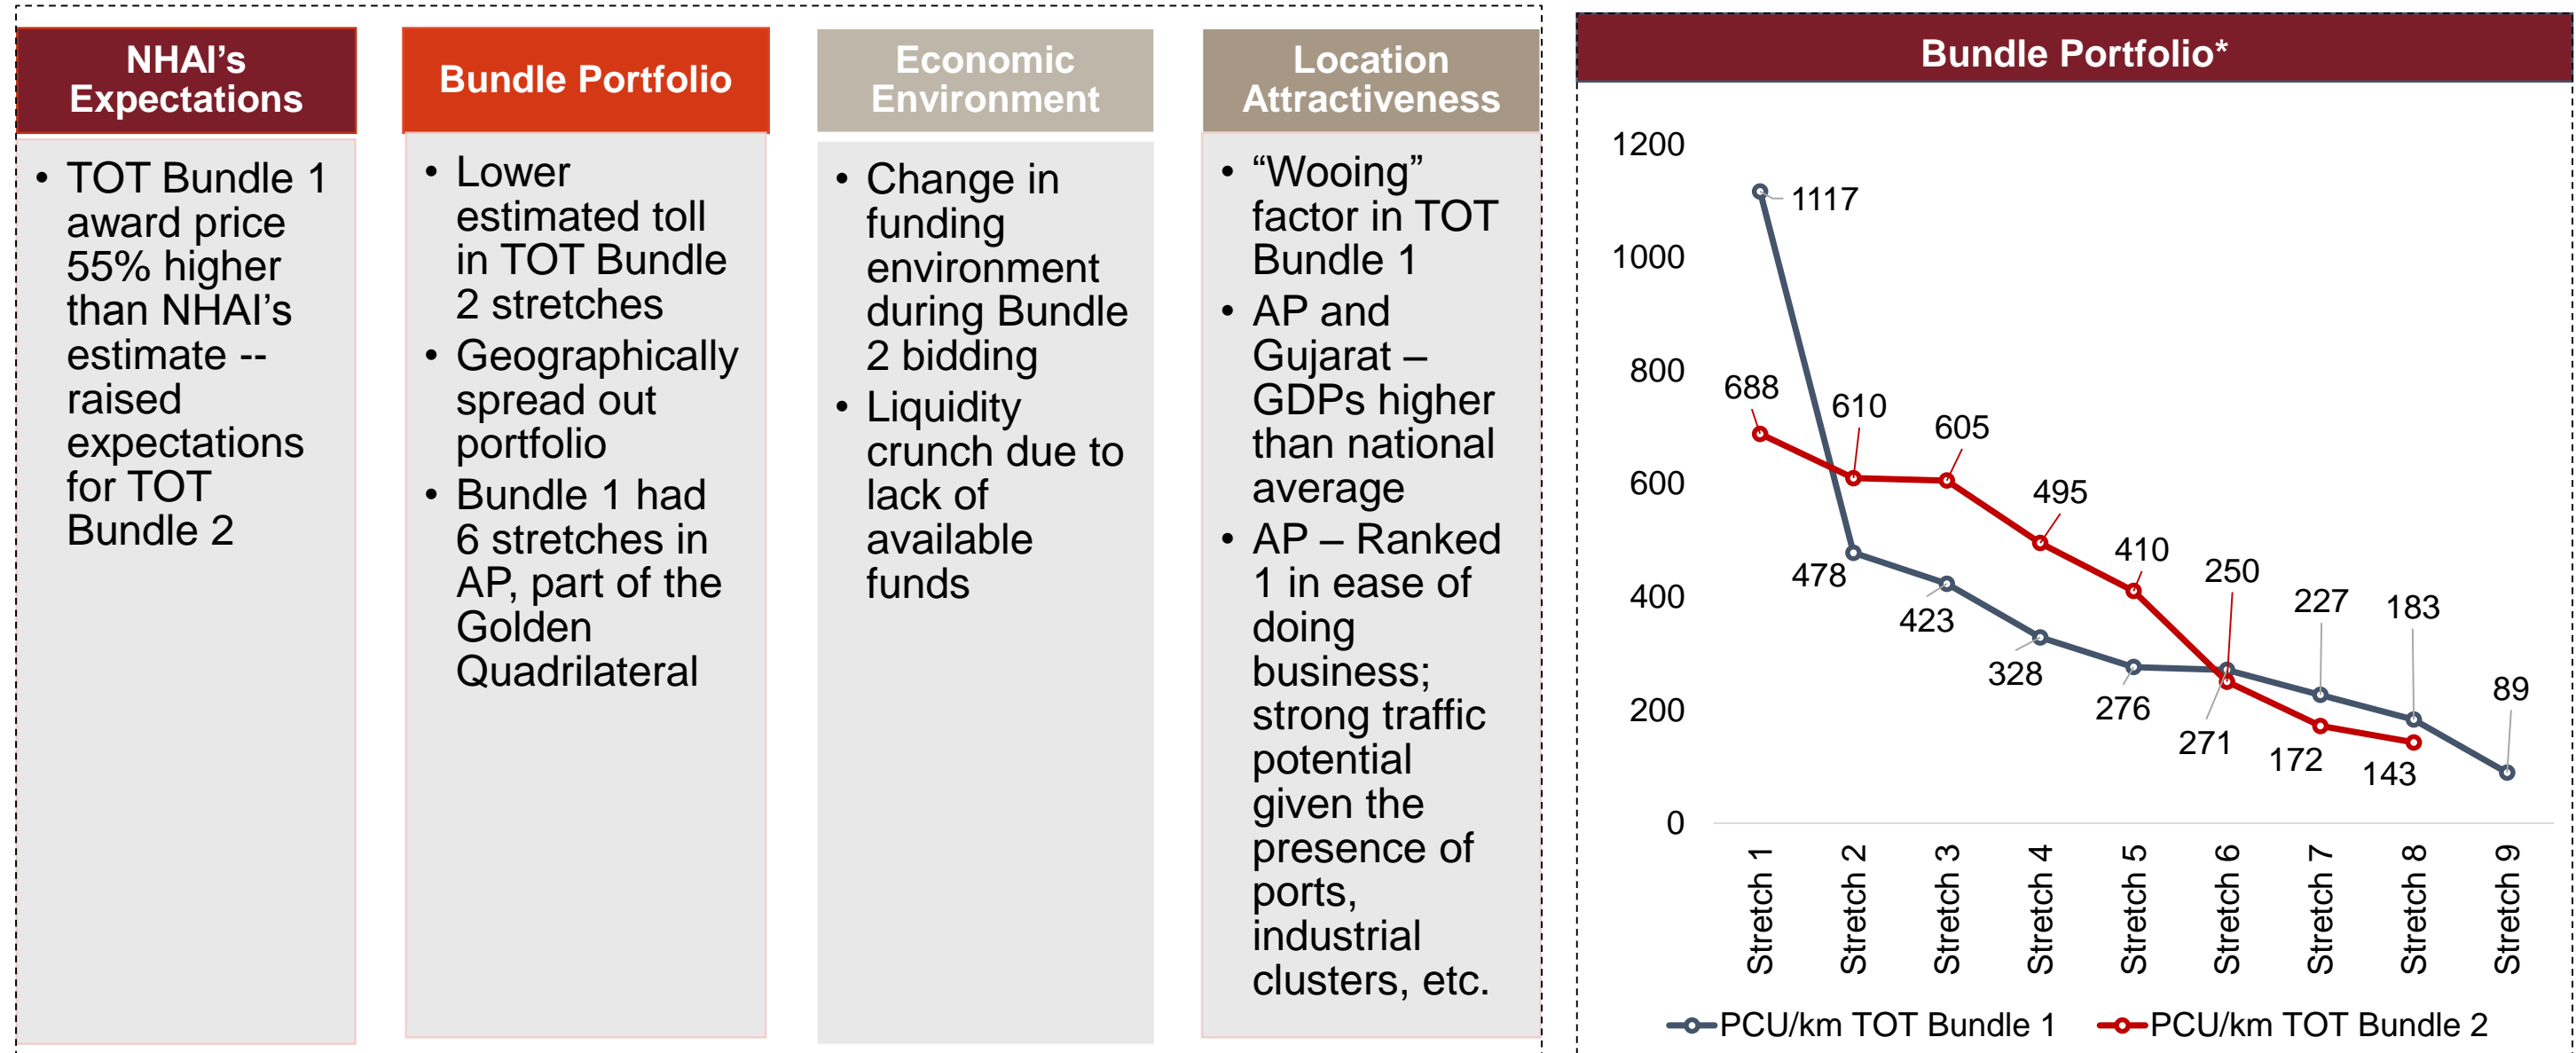 NHAI’s
Expectations
• TOT Bundle 1
award price
55% higher
than NHAI’s
estimate --
raised
expectations
for TOT
Bundle 2
Bundle Portfolio
• Lower
estimated toll
in TOT Bundle
2 stretches
• Geographically
spread out
portfolio
• Bundle 1 had
6 stretches in
AP, part of the
Golden
Quadrilateral
Economic
Environment
• Change in
funding
environment
during Bundle
2 bidding
• Liquidity
crunch due to
lack of
available
funds
Location
Attractiveness
• “Wooing”
factor in TOT
Bundle 1
• AP and
Gujarat –
GDPs higher
than national
average
• AP – Ranked
1 in ease of
doing
business;
strong traffic
potential
given the
presence of
ports,
industrial
clusters, etc.
Bundle Portfolio*
1200
1000
800
600
400
200
0
1117
478
423
328
276
271
227
183
89
688
610
605
495
410
250
172
143
Stretch 1
Stretch 2
Stretch 3
Stretch 4
Stretch 5
Stretch 6
Stretch 7
Stretch 8
Stretch 9
PCU/km TOT Bundle 1
PCU/km TOT Bundle 2